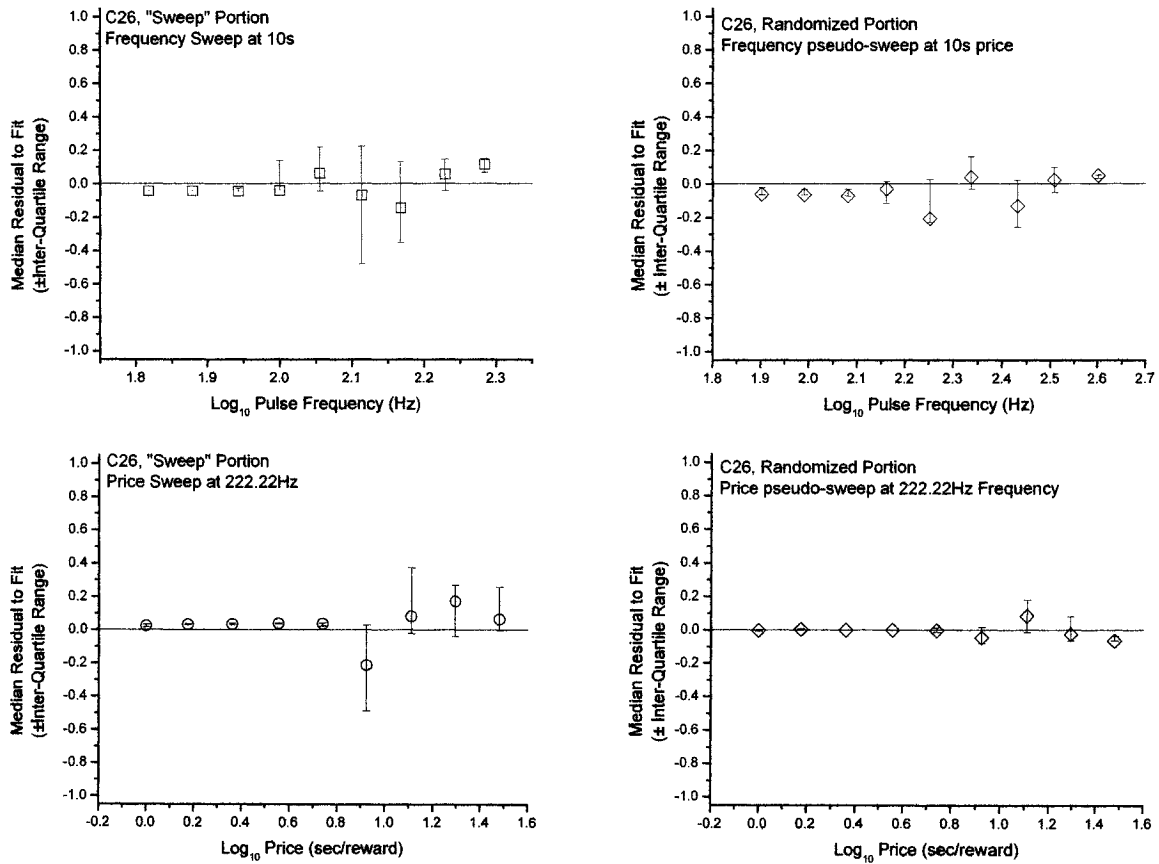 C26, "Sweep" Portion
Frequency Sweep at 10s
Median Residual to Fit
(±Inter-Quartile Range)
1.0
0.8
0.6
0.4
0.2
0.0
-0.2
-0.4
-0.6
-0.8
-1.0
1.8 1.9 2.0 2.1 2.2 2.3
Log10 Pulse Frequency (Hz)
C26, Randomized Portion
Frequency pseudo-sweep at 10s price
Median Residual to Fit
(± Inter-Quartile Range)
1.0
0.8
0.6
0.4
0.2
0.0
-0.2
-0.4
-0.6
-0.8
-1.0
1.8 1.9 2.0 2.1 2.2 2.3 2.4 2.5 2.6 2.7
Log10 Pulse Frequency (Hz)
C26, "Sweep" Portion
Price Sweep at 222.22Hz
Median Residual to Fit
(±Inter-Quartile Range)
1.0
0.8
0.6
0.4
0.2
0.0
-0.2
-0.4
-0.6
-0.8
-1.0
-0.2 0.0 0.2 0.4 0.6 0.8 1.0 1.2 1.4 1.6
Log10 Price (sec/reward)
C26, Randomized Portion
Price pseudo-sweep at 222.22Hz Frequency
Median Residual to Fit
(± Inter-Quartile Range)
1.0
0.8
0.6
0.4
0.2
0.0
-0.2
-0.4
-0.6
-0.8
-1.0
-0.2 0.0 0.2 0.4 0.6 0.8 1.0 1.2 1.4 1.6
Log10 Price (sec/reward)